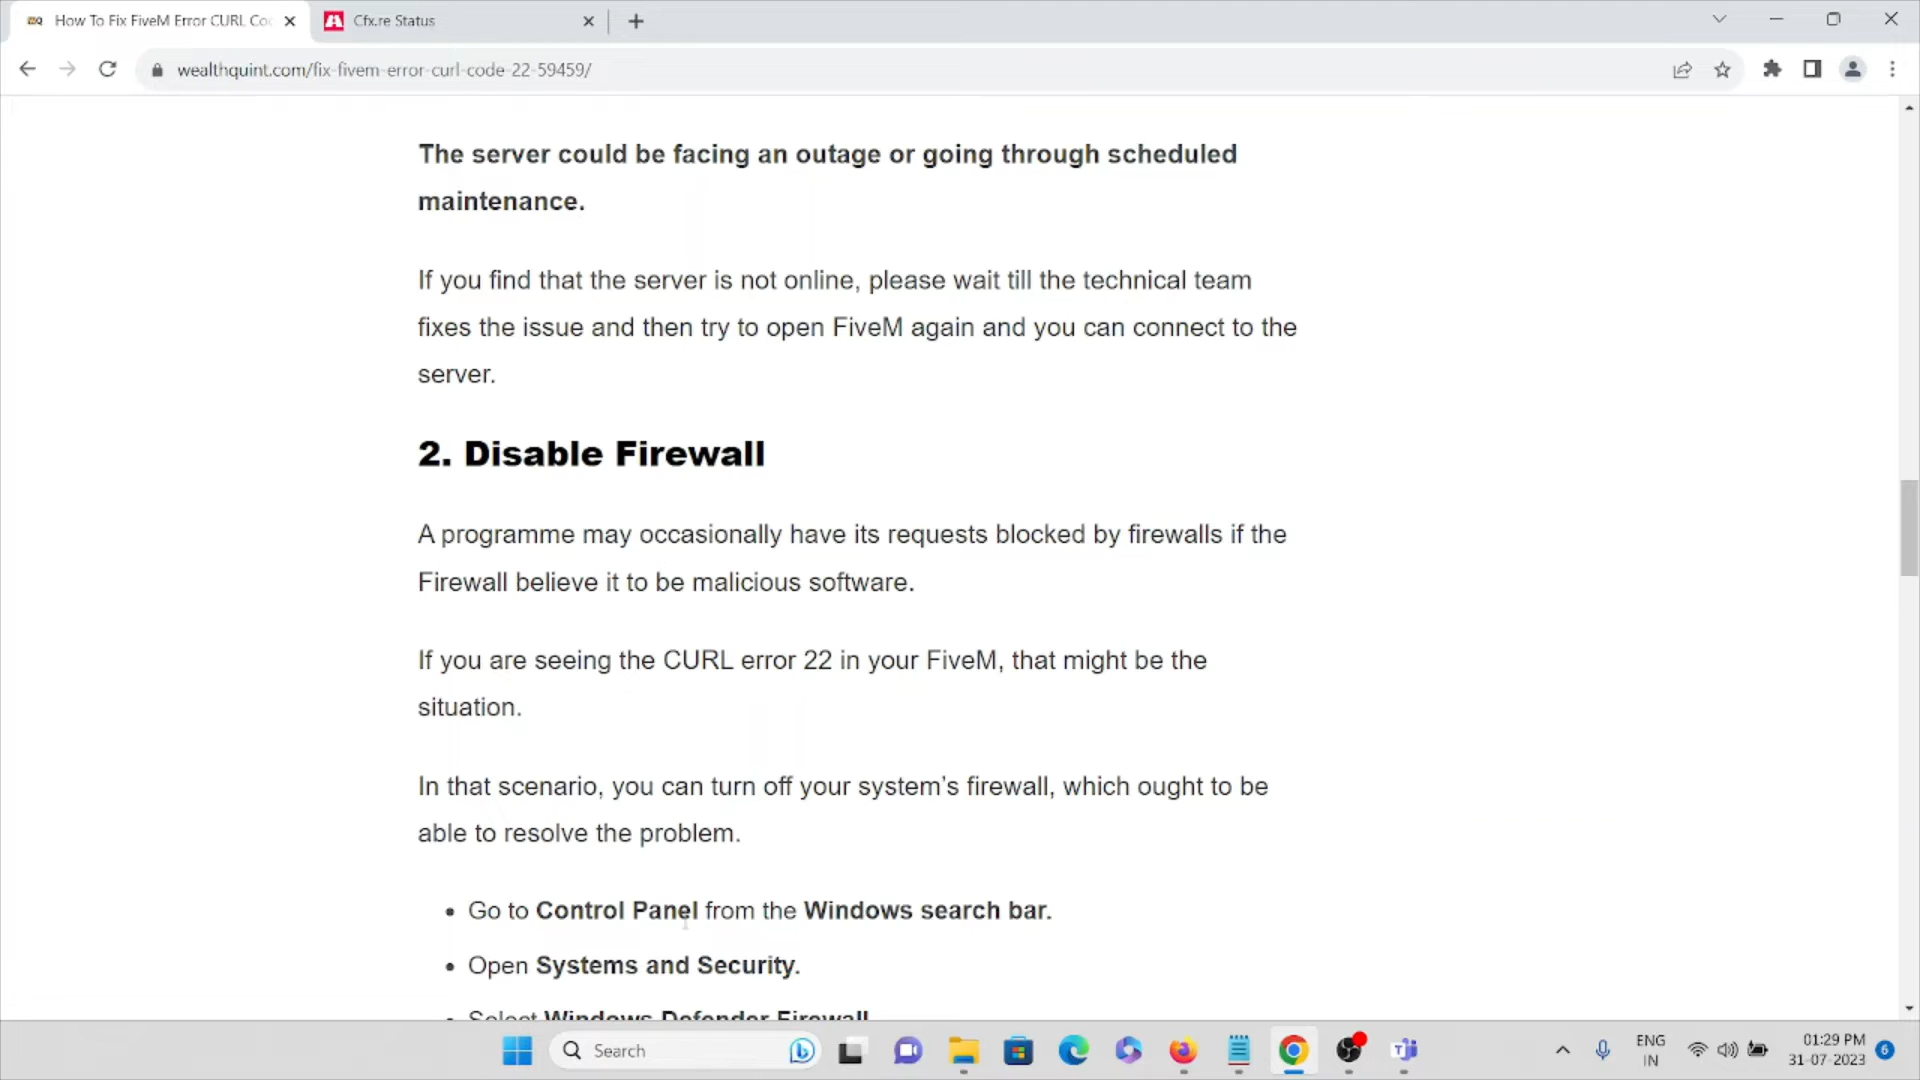 How To Fix FiveM Error CURL Co
Cfx.re Status
wealthquint.com/fix-fivem-error-curl-code-22-59459/
The server could be facing an outage or going through scheduled
maintenance.
If you find that the server is not online, please wait till the technical team
fixes the issue and then try to open FiveM again and you can connect to the
server.
2. Disable Firewall
A programme may occasionally have its requests blocked by firewalls if the
Firewall believe it to be malicious software.
If you are seeing the CURL error 22 in your FiveM, that might be the
situation.
In that scenario, you can turn off your system’s firewall, which ought to be
able to resolve the problem.
• Go to Control Panel from the Windows search bar.
• Open Systems and Security.
• Select Windows Defender Firewall
Search
ENG
IN
01:29 PM
31-07-2023
6